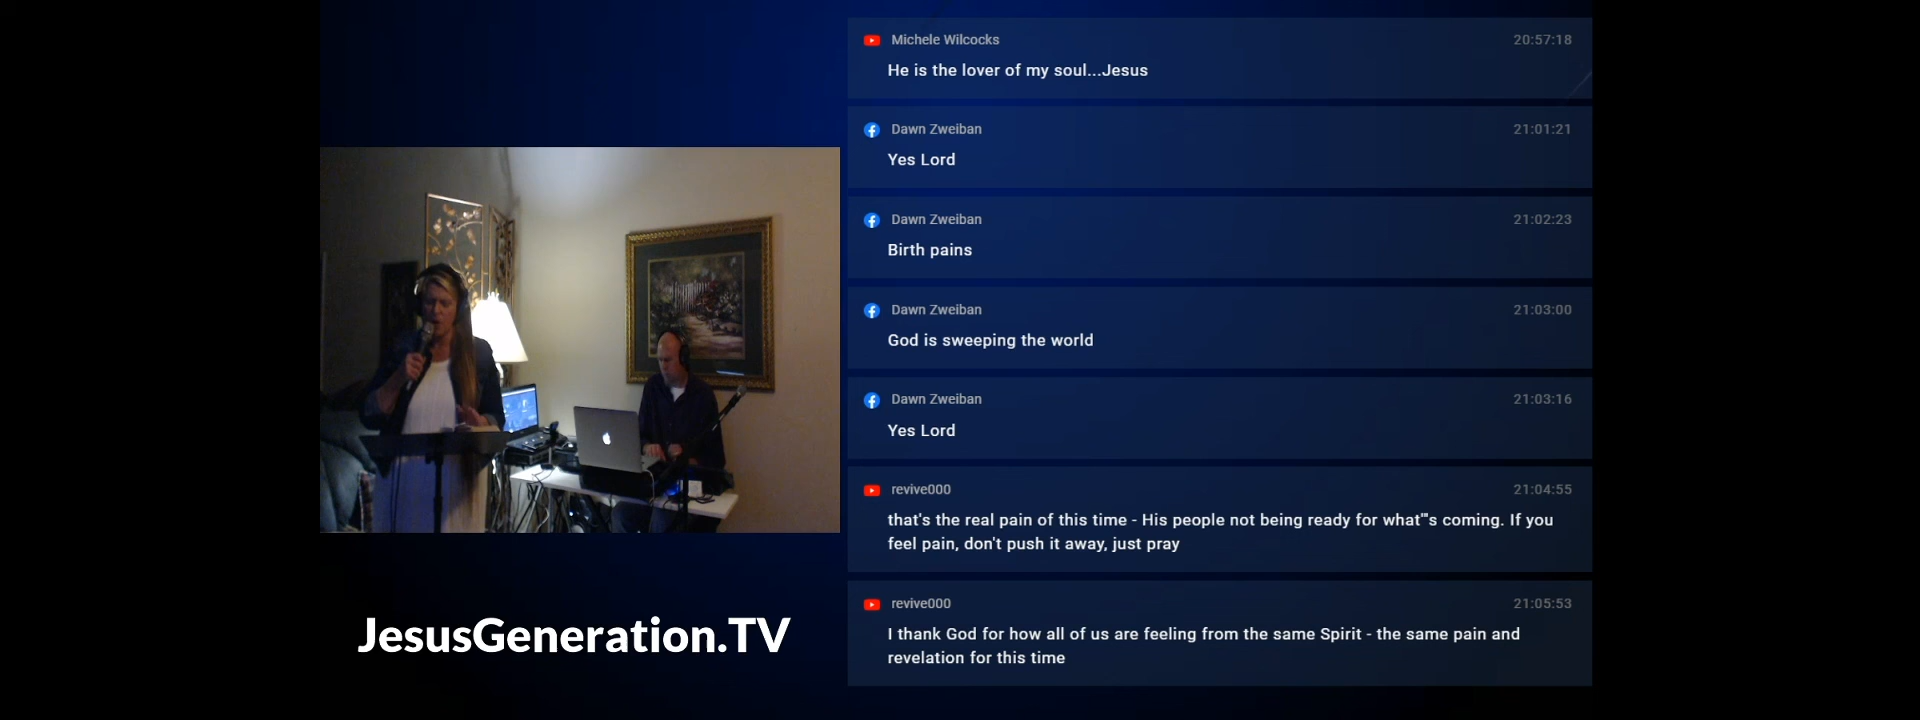 Michele Wilcocks 20:57:18
He is the lover of my soul...Jesus
Dawn Zweiban 21:01:21
Yes Lord
Dawn Zweiban 21:02:23
Birth pains
Dawn Zweiban 21:03:00
God is sweeping the world
Dawn Zweiban 21:03:16
Yes Lord
revive000 21:04:55
that's the real pain of this time - His people not being ready for what'"s coming. If you
feel pain, don't push it away, just pray
revive000 21:05:53
I thank God for how all of us are feeling from the same Spirit - the same pain and
revelation for this time
JesusGeneration.TV